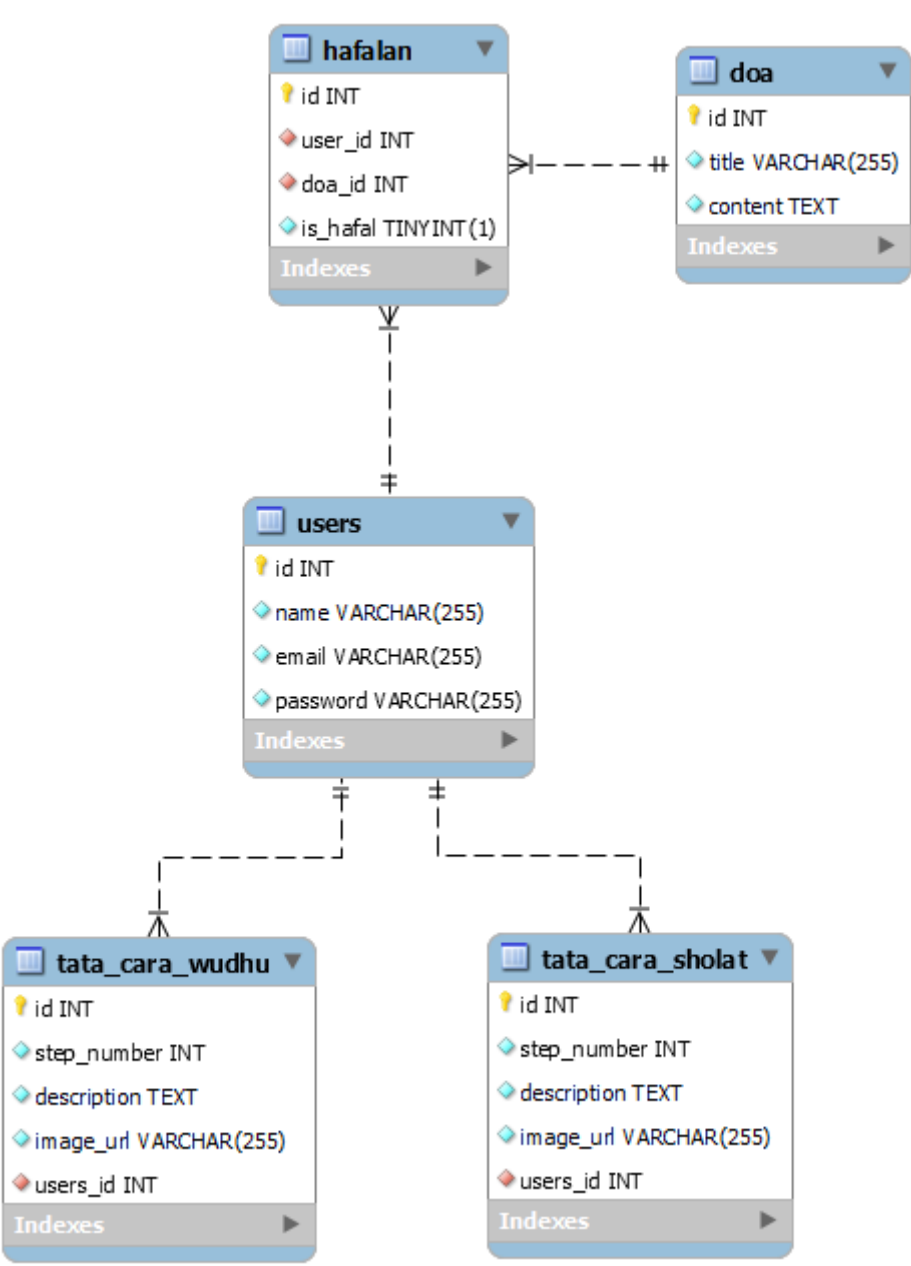 hafalan
id INT
user_id INT
doa_id INT
is_hafal TINYINT(1)
Indexes
doa
id INT
title VARCHAR(255)
content TEXT
Indexes
users
id INT
name VARCHAR(255)
email VARCHAR(255)
password VARCHAR(255)
Indexes
tata_cara_wudhu
id INT
step_number INT
description TEXT
image_url VARCHAR(255)
users_id INT
Indexes
tata_cara_sholat
id INT
step_number INT
description TEXT
image_url VARCHAR(255)
users_id INT
Indexes